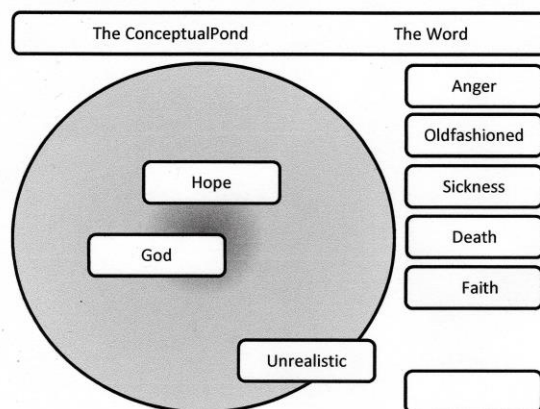 The ConceptualPond The Word
Anger
Oldfashioned
Hope
Sickness
God
Death
Faith
Unrealistic